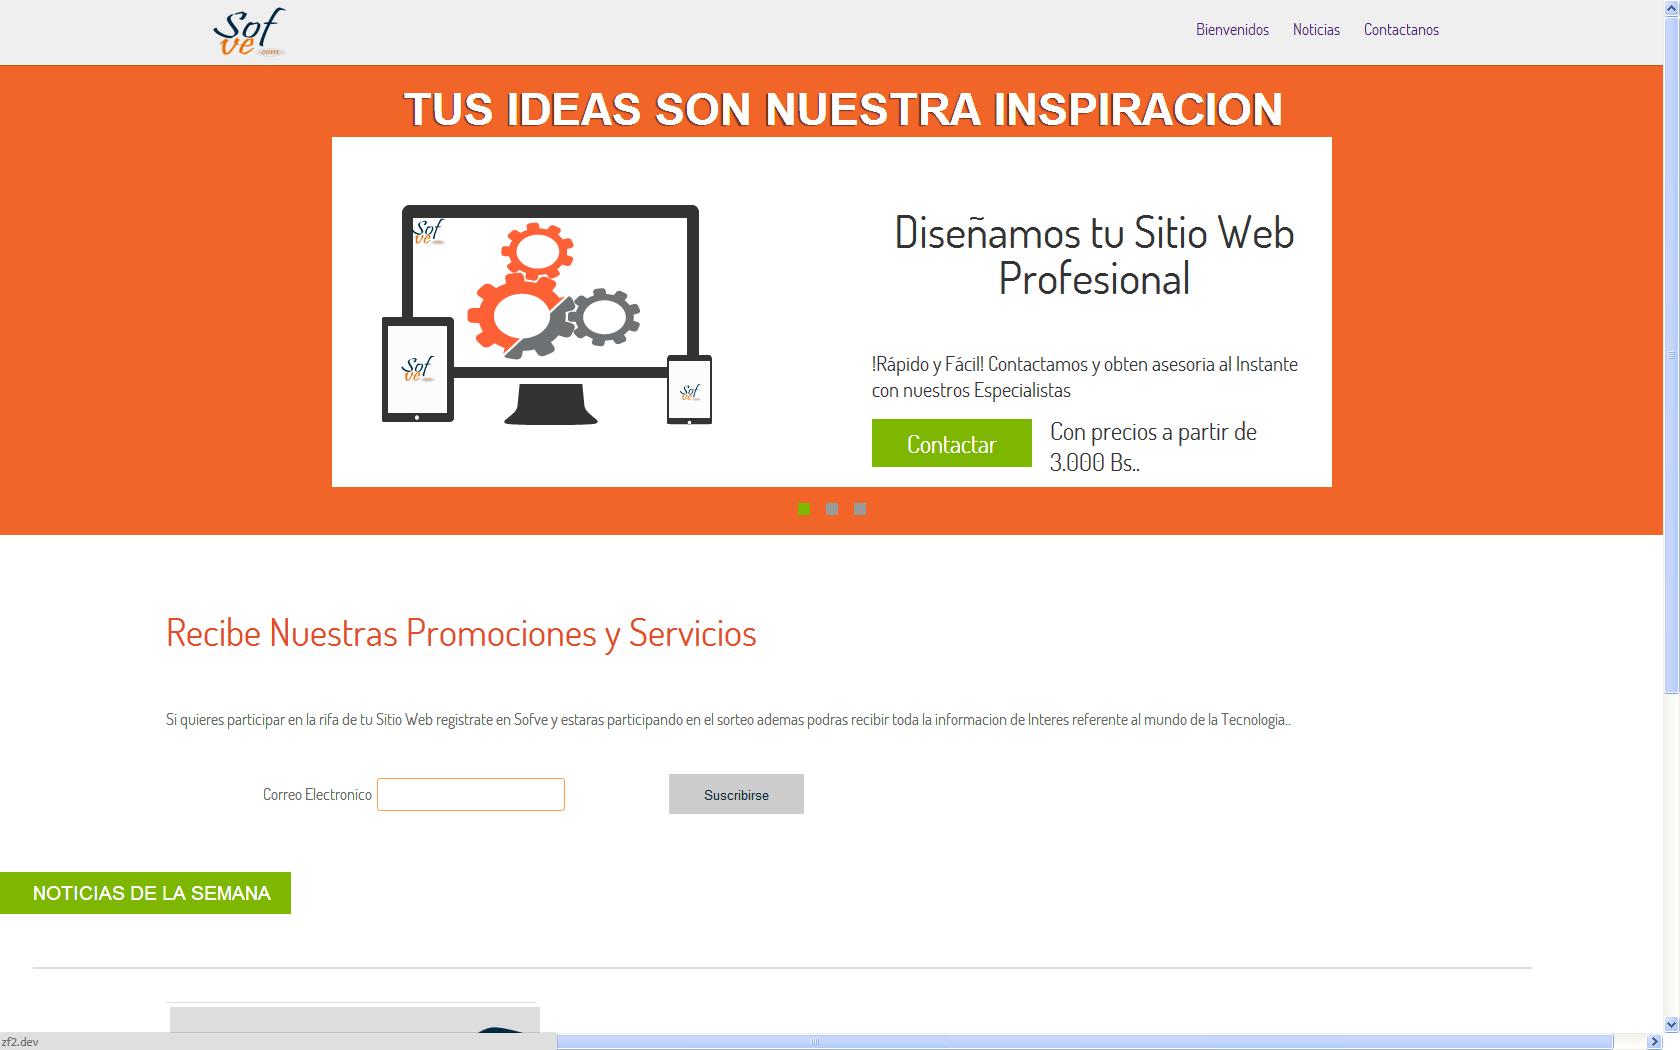 Sof
ve.com
Bienvenidos
Noticias
Contactanos
TUS IDEAS SON NUESTRA INSPIRACION
Sof
ve
Sof
ve
Sof
ve
Diseñamos tu Sitio Web
Profesional
!Rápido y Fácil! Contactamos y obten asesoria al Instante
con nuestros Especialistas
Contactar
Con precios a partir de
3.000 Bs..
Recibe Nuestras Promociones y Servicios
Si quieres participar en la rifa de tu Sitio Web registrate en Sofve y estaras participando en el sorteo ademas podras recibir toda la informacion de Interes referente al mundo de la Tecnologia..
Correo Electronico
Suscribirse
NOTICIAS DE LA SEMANA
zf2.dev